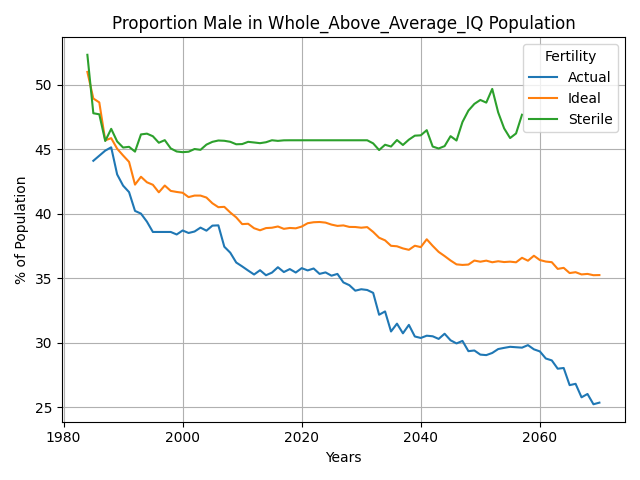 Proportion Male in Whole_Above_Average_IQ Population
Fertility
Actual
Ideal
Sterile
% of Population
50
45
40
35
30
25
1980
2000
2020
2040
2060
Years